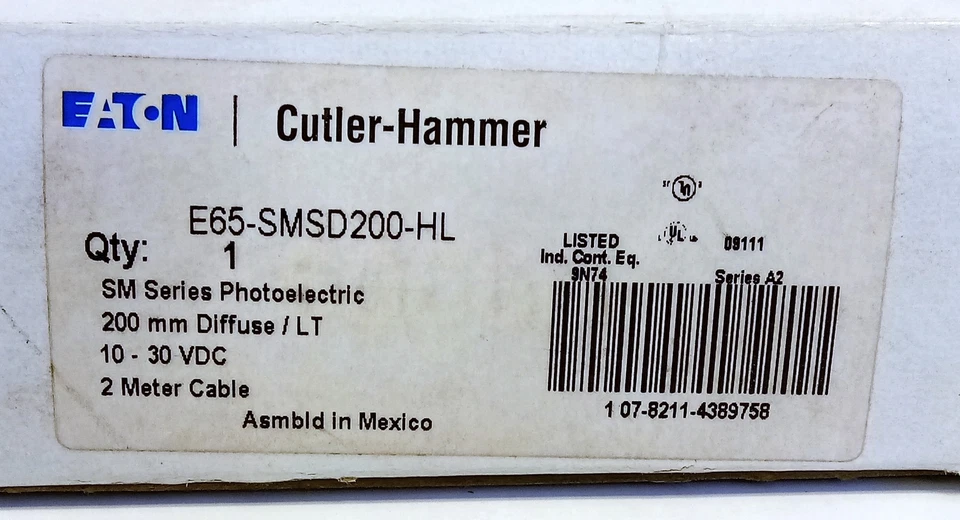 EATON | Cutler-Hammer
E65-SMSD200-HL
Qty: 1
SM Series Photoelectric
200 mm Diffuse / LT
10 - 30 VDC
2 Meter Cable
Asmbld in Mexico
UL
LISTED
Ind. Cont. Eq.
9N74
09111
Series A2
1 07-8211-4389758